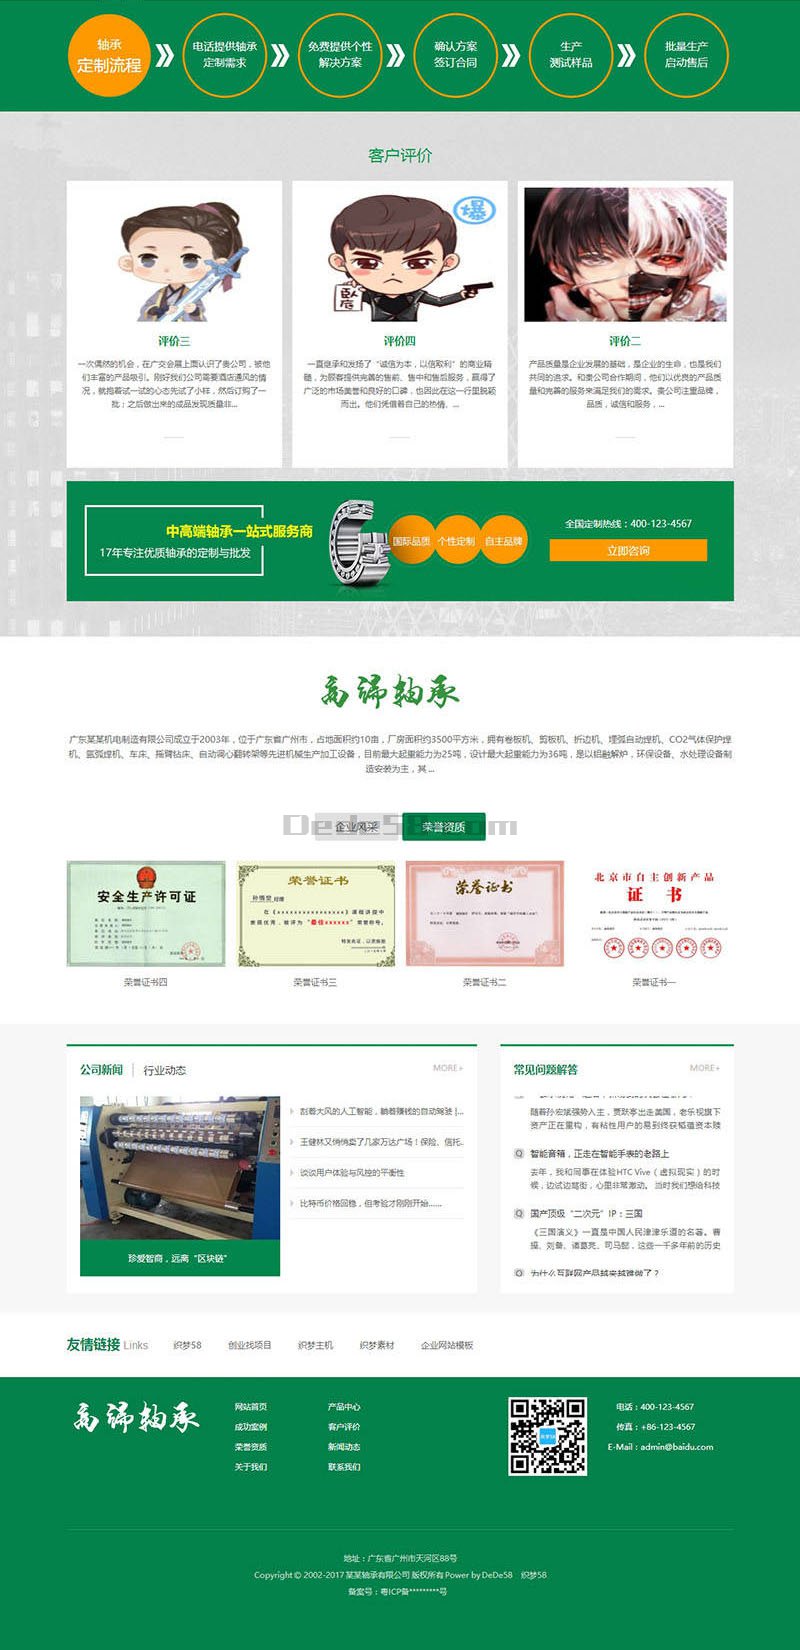 轴承
定制流程
电话提供轴承
定制需求
免费提供个性
解决方案
确认方案
签订合同
生产
测试样品
批量生产
启动售后
客户评价
爆
卧底
评价三
一次偶然的机会，在广交会展上面认识了贵公司，被他
们丰富的产品吸引。刚好我们公司需要酒店通风的情
况，就抱着试一试的心态先试了小样，然后订购了一
批；之后做出来的成品发现质量非...
评价四
一直继承和发扬了“诚信为本，以信取利”的商业精
髓，为顾客提供完善的售前、售中和售后服务，赢得了
广泛的市场美誉和良好的口碑，也因此在这一行里脱颖
而出。他们凭借着自己的热情、...
评价二
产品质量是企业发展的基础，是企业的生命，也是我们
共同的追求。和贵公司合作期间，他们以优良的产品质
量和完善的服务来满足我们的需求。贵公司注重品牌，
品质，诚信和服务，...
中高端轴承一站式服务商
17年专注优质轴承的定制与批发
国际品质
个性定制
自主品牌
全国定制热线：400-123-4567
立即咨询
高端轴承
广东某某机电制造有限公司成立于2003年，位于广东省广州市，占地面积约10亩，厂房面积约3500平方米，拥有卷板机、剪板机、折边机、埋弧自动焊机、CO2气体保护焊
机、氩弧焊机、车床、摇臂钻床、自动调心翻转架等先进机械生产加工设备，目前最大起重能力为25吨，设计最大起重能力为36吨，是以铝融解炉，环保设备、水处理设备制
造安装为主，其 ...
企业风采
荣誉资质
Dede58.com
安全生产许可证
荣誉证书
荣誉证书
北京市自主创新产品
证 书
荣誉证书四
荣誉证书三
荣誉证书二
荣誉证书一
公司新闻
行业动态
MORE+
刮着大风的人工智能，躺着赚钱的自动驾驶 |...
王健林又悄悄卖了几家万达广场！保险、信托..
谈谈用户体验与风控的平衡性
比特币价格回稳，但考验才刚刚开始......
珍爱智商，远离“区块链”
常见问题解答
MORE+
随着孙宏斌强势入主，贾跃亭出走美国，老乐视旗下
资产正在重构，有粘性用户的易到终获韬蕴资本赎
Q
智能音箱，正走在智能手表的老路上
去年，我和同事在体验HTC Vive（虚拟现实）的时
候，边试边尴街，心里非常激动。 当时我们想给科技
Q
国产顶级“二次元”IP：三国
《三国演义》一直是中国人民津津乐道的名著。曹
操、刘备、诸葛亮、司马懿，这些一千多年前的历史
Q
为什么互联网产品越来越难做了？
友情链接 Links
织梦58
创业找项目
织梦主机
织梦素材
企业网站模板
高端轴承
网站首页
产品中心
成功案例
客户评价
荣誉资质
新闻动态
关于我们
联系我们
电话：400-123-4567
传真：+86-123-4567
E-Mail：admin@baidu.com
地址：广东省广州市天河区88号
Copyright © 2002-2017 某某轴承有限公司 版权所有 Power by DeDe58 织梦58
备案号：粤ICP备*********号